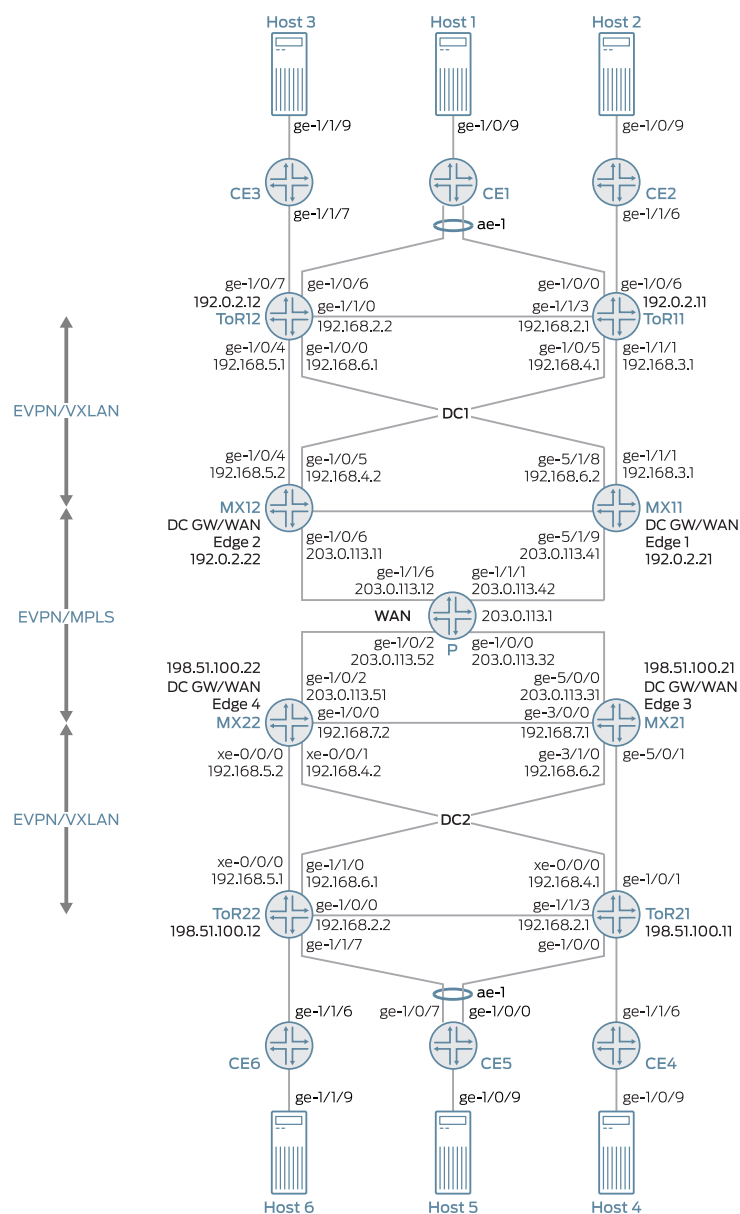 Host 3
Host 1
Host 2
ge-1/1/9
ge-1/0/9
ge-1/0/9
CE3
CE1
CE2
ge-1/1/7
ae-1
ge-1/1/6
ge-1/0/7
192.0.2.12
ToR12
ge-1/0/6
ge-1/1/0
192.168.2.2
ge-1/0/0
ge-1/1/3
192.168.2.1
ge-1/0/6
192.0.2.11
ToR11
ge-1/0/4
192.168.5.1
ge-1/0/0
192.168.6.1
ge-1/0/5
192.168.4.1
ge-1/1/1
192.168.3.1
EVPN/VXLAN
DC1
ge-1/0/4
192.168.5.2
ge-1/0/5
192.168.4.2
ge-5/1/8
192.168.6.2
ge-1/1/1
192.168.3.1
MX12
DC GW/WAN
Edge 2
192.0.2.22
MX11
DC GW/WAN
Edge 1
192.0.2.21
ge-1/0/6
203.0.113.11
ge-5/1/9
203.0.113.41
ge-1/1/6
203.0.113.12
ge-1/1/1
203.0.113.42
EVPN/MPLS
WAN
203.0.113.1
P
ge-1/0/2
203.0.113.52
ge-1/0/0
203.0.113.32
198.51.100.22
DC GW/WAN
Edge 4
MX22
ge-1/0/2
203.0.113.51
ge-1/0/0
192.168.7.2
ge-5/0/0
203.0.113.31
ge-3/0/0
192.168.7.1
198.51.100.21
DC GW/WAN
Edge 3
MX21
xe-0/0/0
192.168.5.2
xe-0/0/1
192.168.4.2
ge-3/1/0
192.168.6.2
ge-5/0/1
EVPN/VXLAN
DC2
xe-0/0/0
192.168.5.1
ge-1/1/0
192.168.6.1
xe-0/0/0
192.168.4.1
ge-1/0/1
ToR22
198.51.100.12
ge-1/0/0
192.168.2.2
ge-1/1/7
ge-1/1/3
192.168.2.1
ge-1/0/0
ToR21
198.51.100.11
ae-1
ge-1/1/6
ge-1/0/7
ge-1/0/0
ge-1/1/6
CE6
CE5
CE4
ge-1/1/9
ge-1/0/9
ge-1/0/9
Host 6
Host 5
Host 4